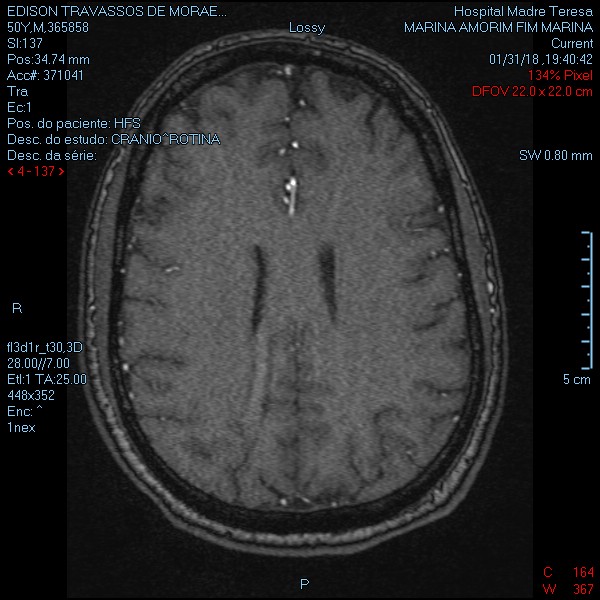 EDISON TRAVASSOS DE MORAE...
50Y,M,365858
Sl:137
Pos:34.74 mm
Acc#: 371041
Tra
Ec:1
Pos. do paciente: HFS
Desc. do estudo: CRANIO^ROTINA
Desc. da série:
< 4 - 137 >
Lossy
Hospital Madre Teresa
MARINA AMORIM FIM MARINA
Current
01/31/18 ,19:40:42
134% Pixel
DFOV 22.0 x 22.0 cm
SW 0.80 mm
R
5 cm
fl3d1r_t30,3D
28.00//7.00
Etl:1 TA:25.00
448x352
Enc: ^
1nex
P
C 164
W 367